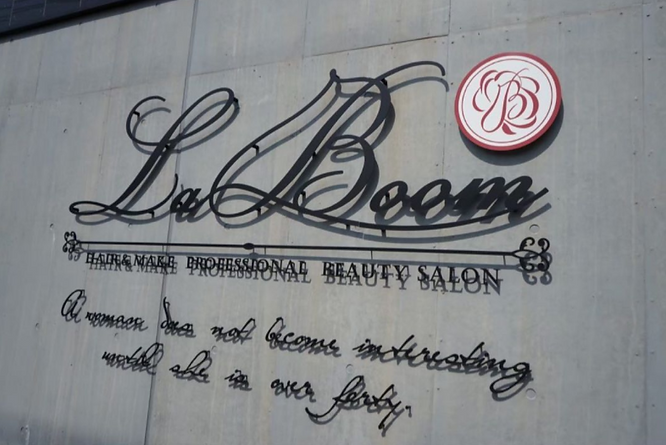 La Boom
B
HAIR&MAKE PROFESSIONAL BEAUTY SALON
A woman does not become interesting
until she is over forty.